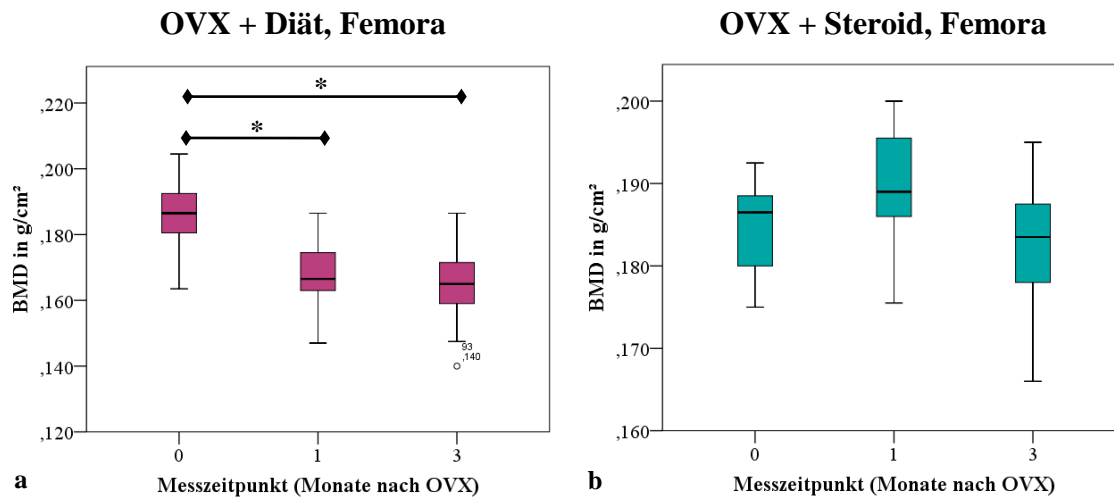 OVX + Diät, Femora
*
*
BMD in g/cm²
,220
,200
,180
,160
,140
,120
93
,140
0 1 3
Messzeitpunkt (Monate nach OVX)
a
OVX + Steroid, Femora
BMD in g/cm²
,200
,190
,180
,170
,160
0 1 3
Messzeitpunkt (Monate nach OVX)
b